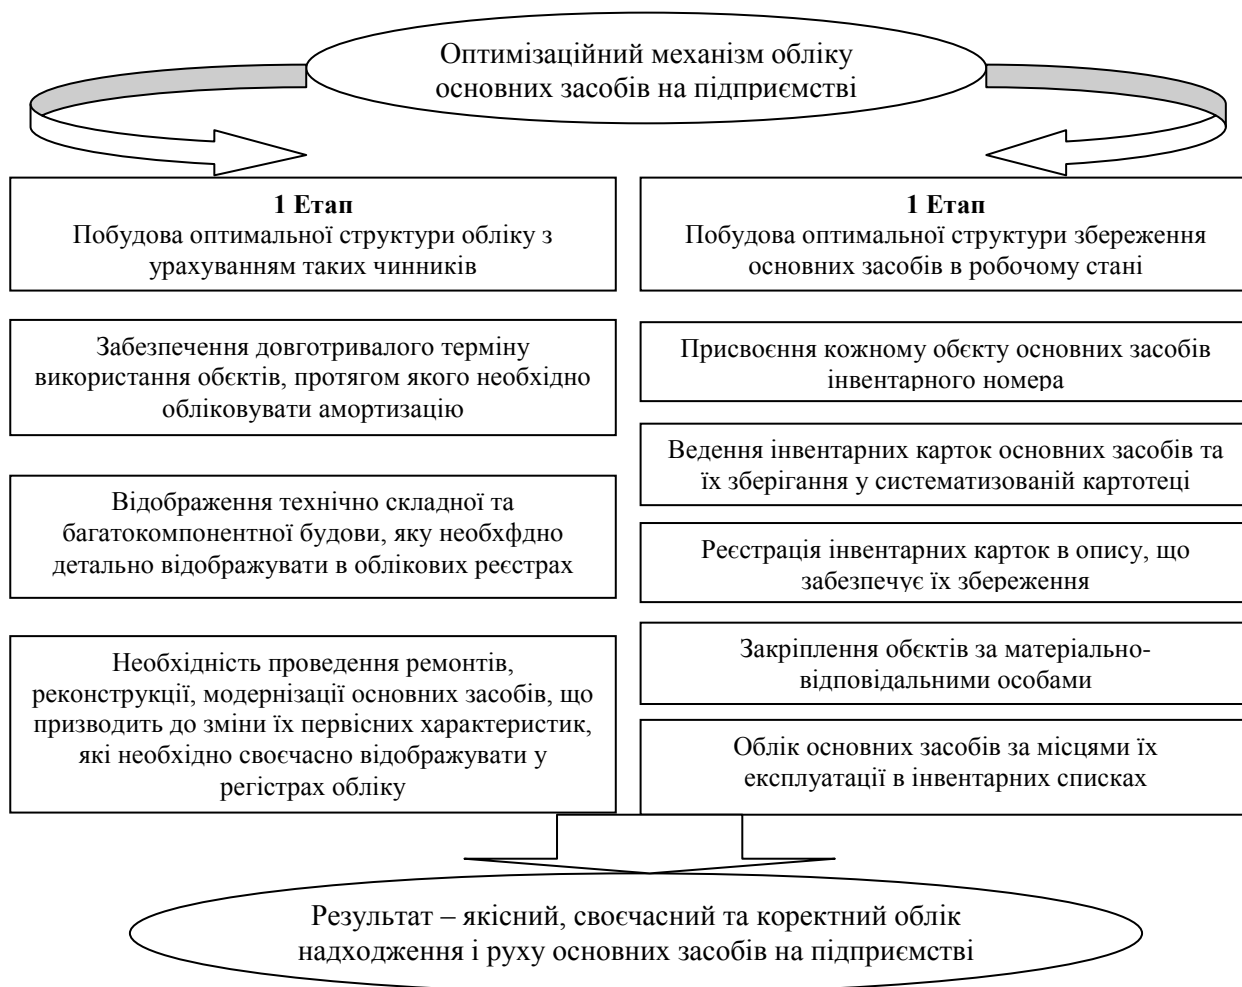 Оптимізаційний механізм обліку
основних засобів на підприємстві
1 Етап
Побудова оптимальної структури обліку з
урахуванням таких чинників
Забезпечення довготривалого терміну
використання обєктів, протягом якого необхідно
обліковувати амортизацію
Відображення технічно складної та
багатокомпонентної будови, яку необхфдно
детально відображувати в облікових реєстрах
Необхідність проведення ремонтів,
реконструкції, модернізації основних засобів, що
призводить до зміни їх первісних характеристик,
які необхідно своєчасно відображувати у
регістрах обліку
1 Етап
Побудова оптимальної структури збереження
основних засобів в робочому стані
Присвоєння кожному обєкту основних засобів
інвентарного номера
Ведення інвентарних карток основних засобів та
їх зберігання у систематизованій картотеці
Реєстрація інвентарних карток в опису, що
забезпечує їх збереження
Закріплення обєктів за матеріально-
відповідальними особами
Облік основних засобів за місцями їх
експлуатації в інвентарних списках
Результат – якісний, своєчасний та коректний облік
надходження і руху основних засобів на підприємстві